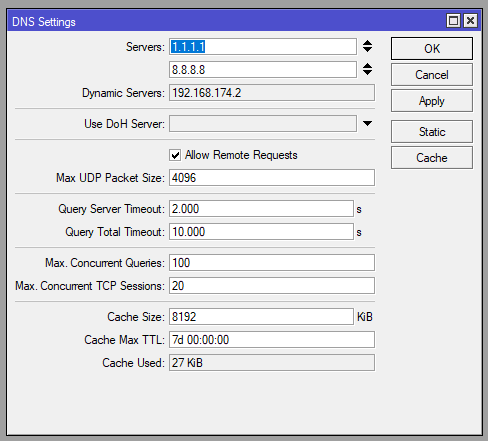 DNS Settings
Servers: 1.1.1.1
8.8.8.8
Dynamic Servers: 192.168.174.2
Use DoH Server:
Allow Remote Requests
Max UDP Packet Size: 4096
Query Server Timeout: 2.000 s
Query Total Timeout: 10.000 s
Max. Concurrent Queries: 100
Max. Concurrent TCP Sessions: 20
Cache Size: 8192 KiB
Cache Max TTL: 7d 00:00:00
Cache Used: 27 KiB
OK
Cancel
Apply
Static
Cache